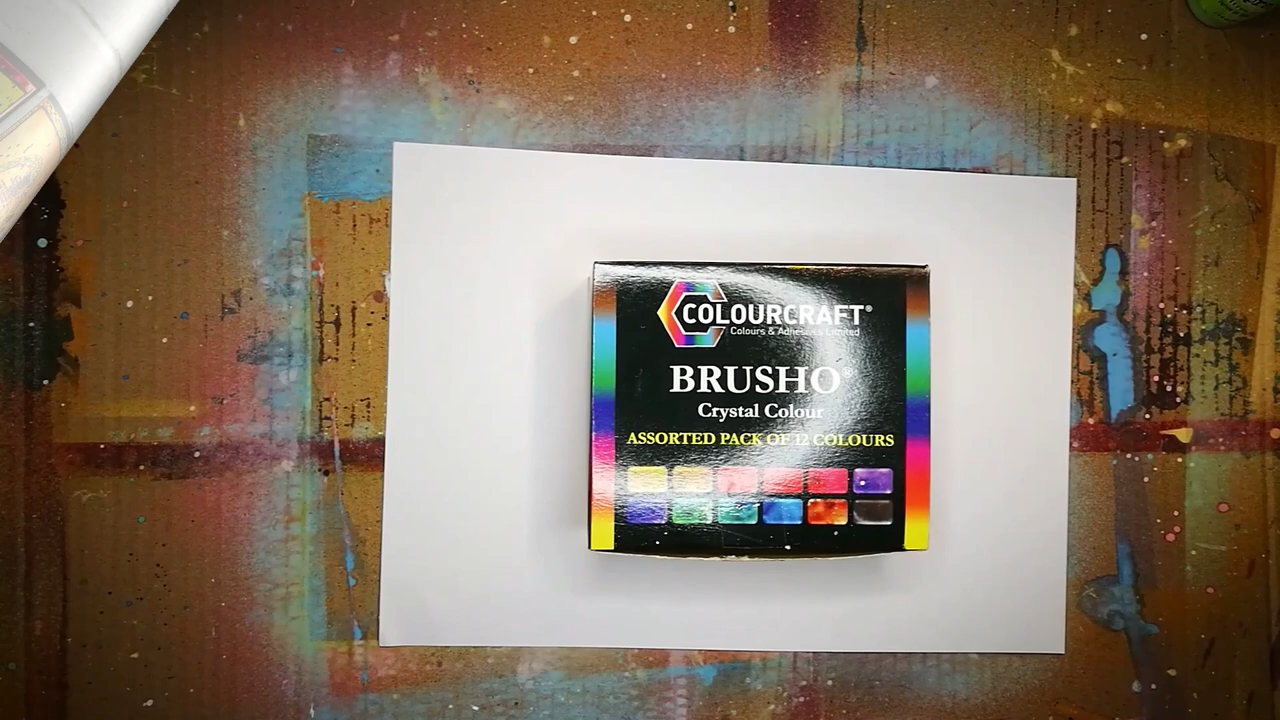 COLOURCRAFT®
Colours & Adhesives Limited
BRUSHO®
Crystal Colour
ASSORTED PACK OF 12 COLOURS